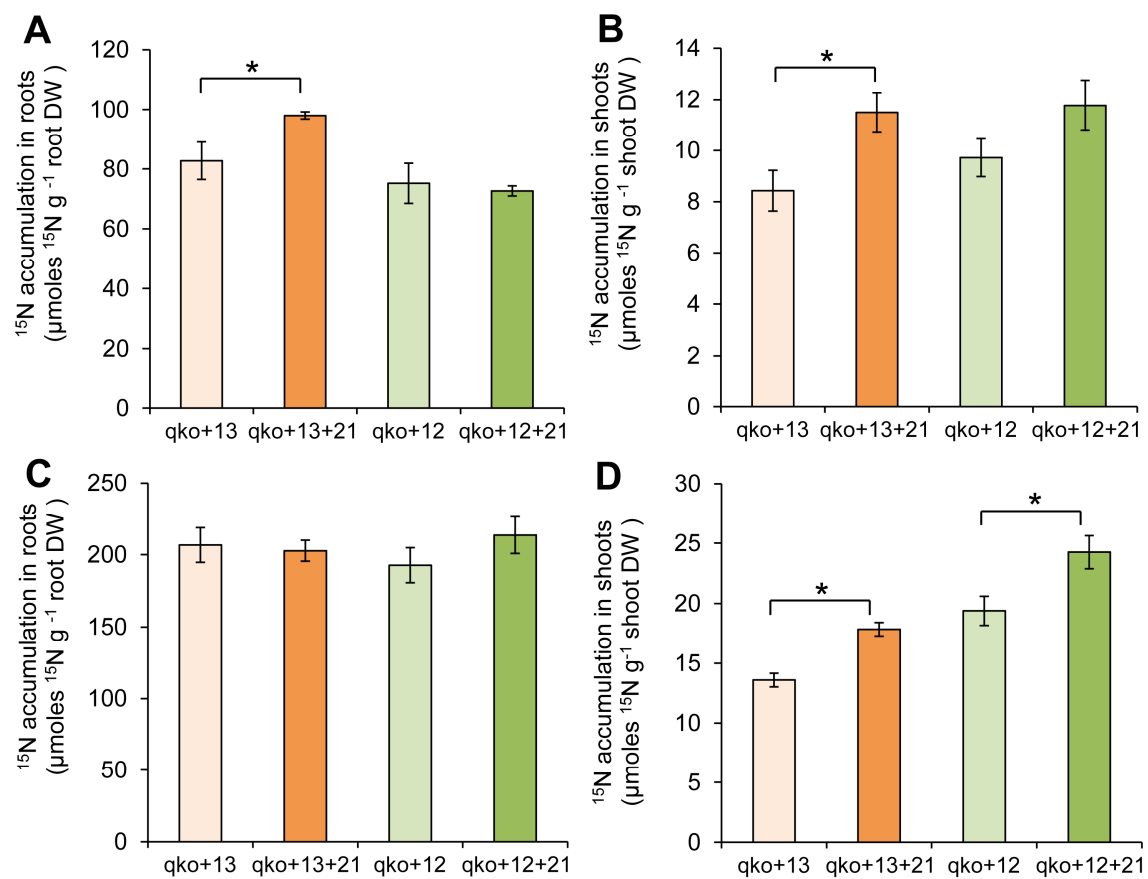 A
¹⁵N accumulation in roots
(µmoles ¹⁵N g ⁻¹ root DW )
120
100
80
60
40
20
0
*
qko+13 qko+13+21 qko+12 qko+12+21
B
¹⁵N accumulation in shoots
(µmoles ¹⁵N g⁻¹ shoot DW )
14
12
10
8
6
4
2
0
*
qko+13 qko+13+21 qko+12 qko+12+21
C
¹⁵N accumulation in roots
(µmoles ¹⁵N g ⁻¹ root DW )
250
200
150
100
50
0
qko+13 qko+13+21 qko+12 qko+12+21
D
¹⁵N accumulation in shoots
(µmoles ¹⁵N g⁻¹ shoot DW )
30
25
20
15
10
5
0
*
*
qko+13 qko+13+21 qko+12 qko+12+21